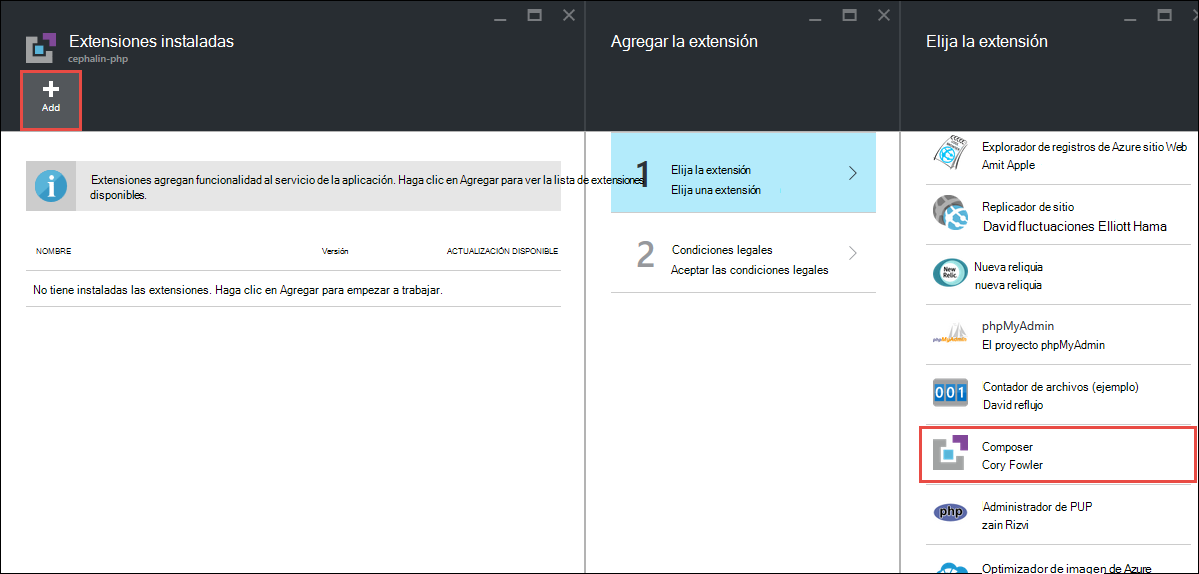 Extensiones instaladas
cephalin-php
Add
Extensiones agregan funcionalidad al servicio de la aplicación. Haga clic en Agregar para ver la lista de extensiones
disponibles.
NOMBRE Versión ACTUALIZACIÓN DISPONIBLE
No tiene instaladas las extensiones. Haga clic en Agregar para empezar a trabajar.
Agregar la extensión
1
Elija la extensión
Elija una extensión
2
Condiciones legales
Aceptar las condiciones legales
Elija la extensión
Explorador de registros de Azure sitio Web
Amit Apple
Replicador de sitio
David fluctuaciones Elliott Hama
New
Relic.
Nueva reliquia
nueva reliquia
phpMyAdmin
phpMyAdmin
El proyecto phpMyAdmin
001
Contador de archivos (ejemplo)
David reflujo
Composer
Cory Fowler
php
Administrador de PUP
zain Rizvi
Optimizador de imagen de Azure